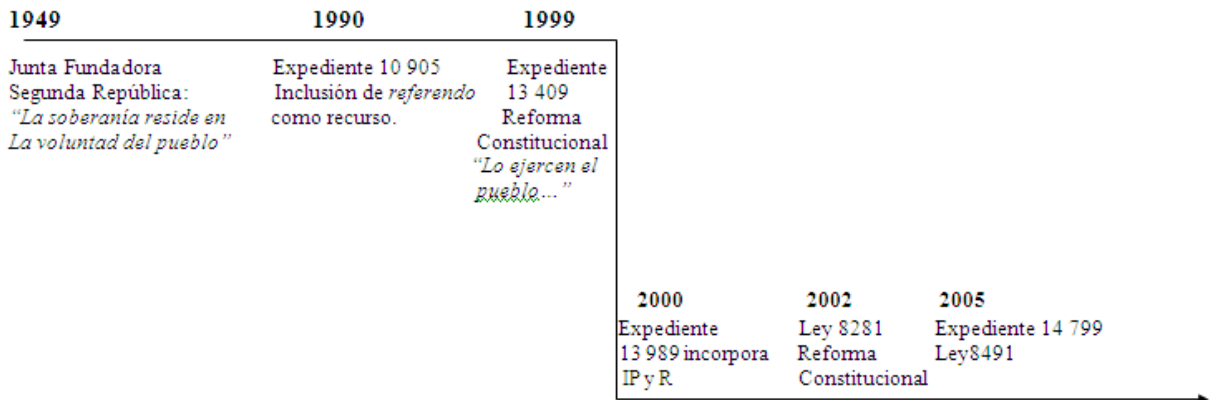 1949 1990 1999
Junta Fundadora
Segunda República:
“La soberanía reside en
La voluntad del pueblo”
Expediente 10 905
Inclusión de referendo
como recurso.
Expediente
13 409
Reforma
Constitucional
“Lo ejercen el
pueblo…”
2000 2002 2005
Expediente
13 989 incorpora
IP y R
Ley 8281
Reforma
Constitucional
Expediente 14 799
Ley8491